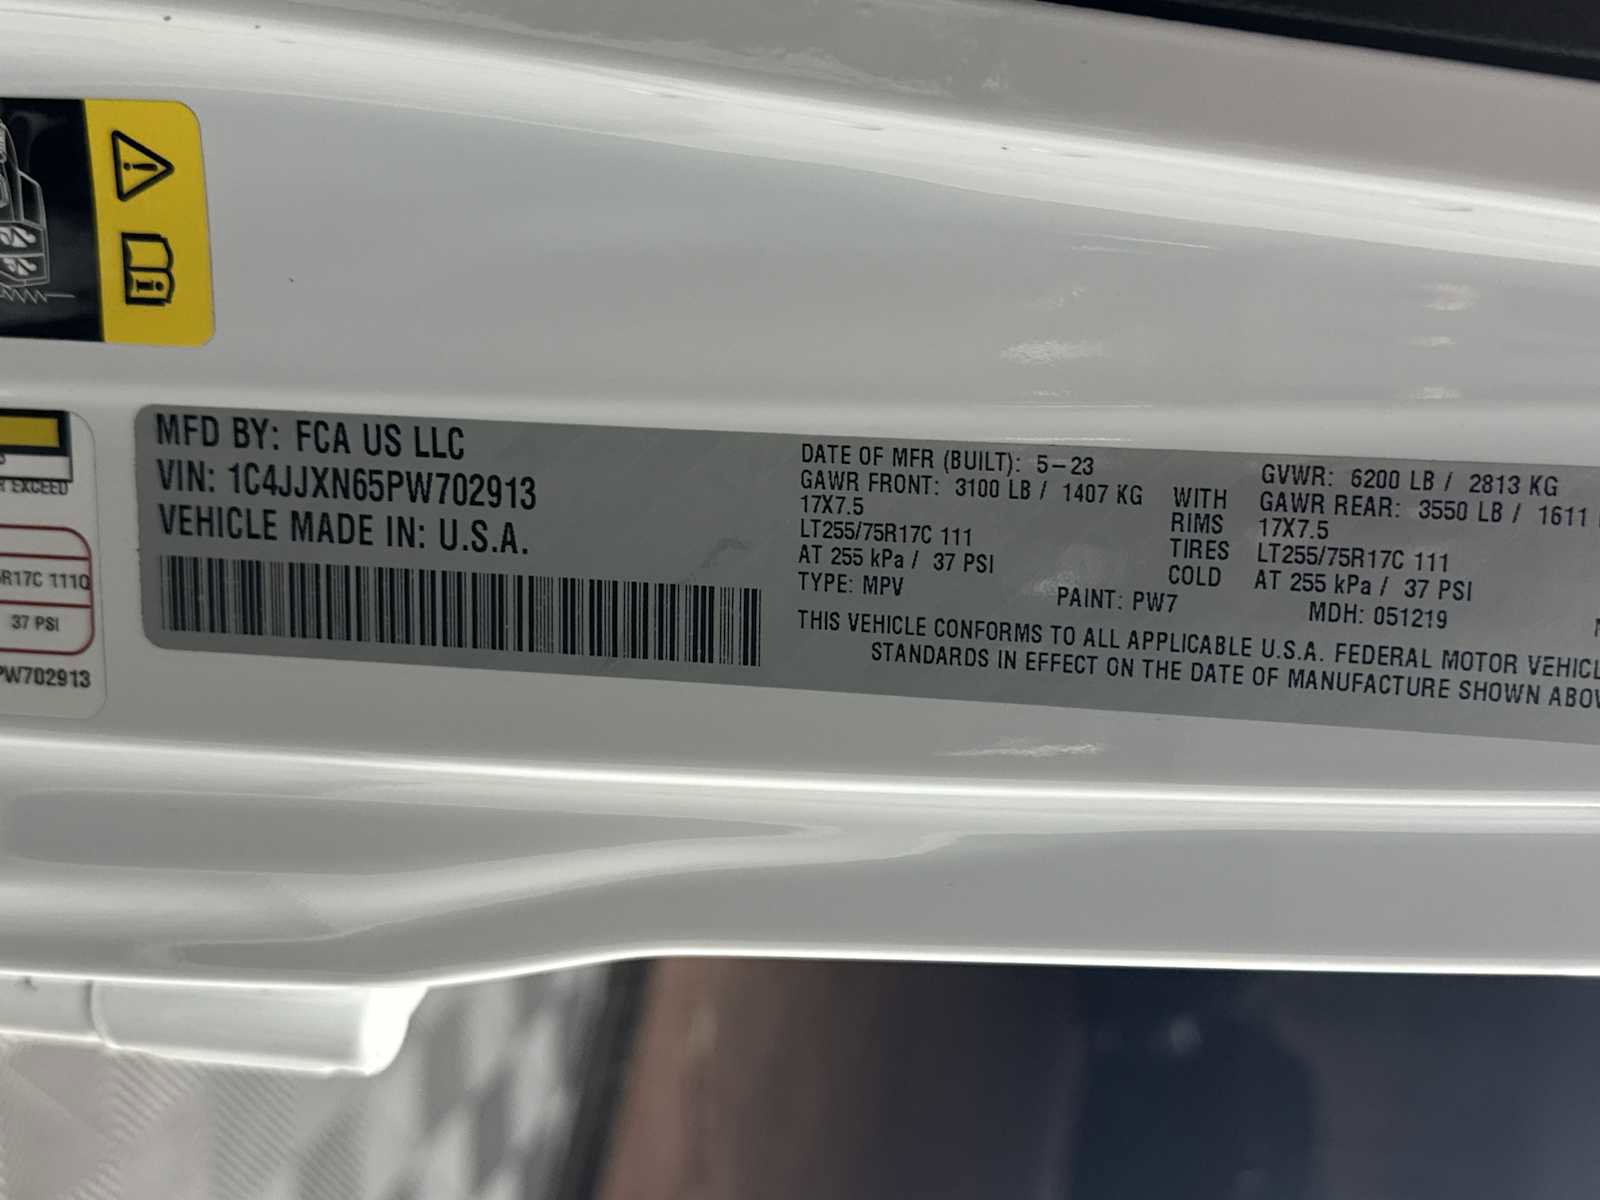 MFD BY: FCA US LLC
VIN: 1C4JJXN65PW702913
VEHICLE MADE IN: U.S.A.
DATE OF MFR (BUILT): 5-23
GAWR FRONT: 3100 LB / 1407 KG
17X7.5
LT255/75R17C 111
AT 255 kPa / 37 PSI
TYPE: MPV
PAINT: PW7
WITH
RIMS
TIRES
COLD
GVWR: 6200 LB / 2813 KG
GAWR REAR: 3550 LB / 1611
17X7.5
LT255/75R17C 111
AT 255 kPa / 37 PSI
MDH: 051219
THIS VEHICLE CONFORMS TO ALL APPLICABLE U.S.A. FEDERAL MOTOR VEHICL
STANDARDS IN EFFECT ON THE DATE OF MANUFACTURE SHOWN ABOV
EXCEED
R17C 111Q
37 PSI
PW702913